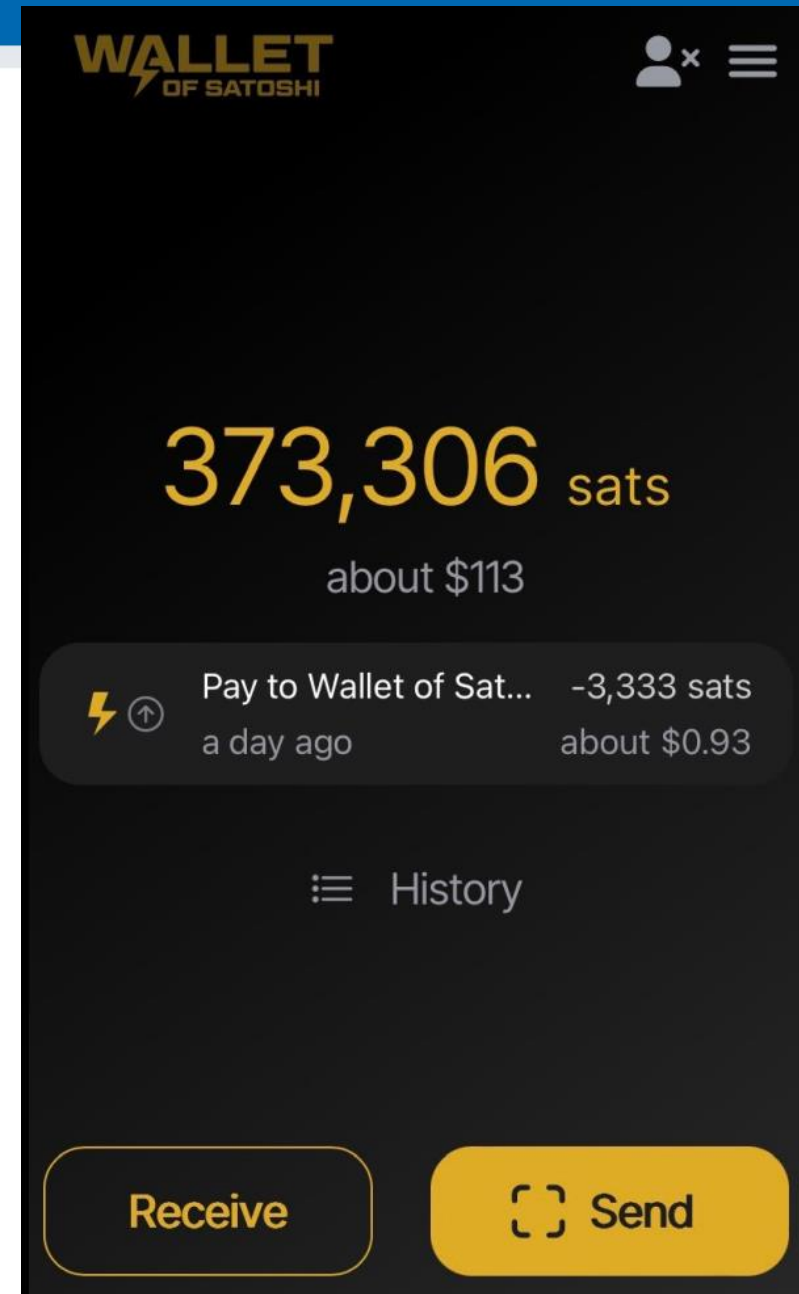 WALLET
OF SATOSHI
373,306 sats
about $113
Pay to Wallet of Sat... -3,333 sats
a day ago about $0.93
History
Receive Send